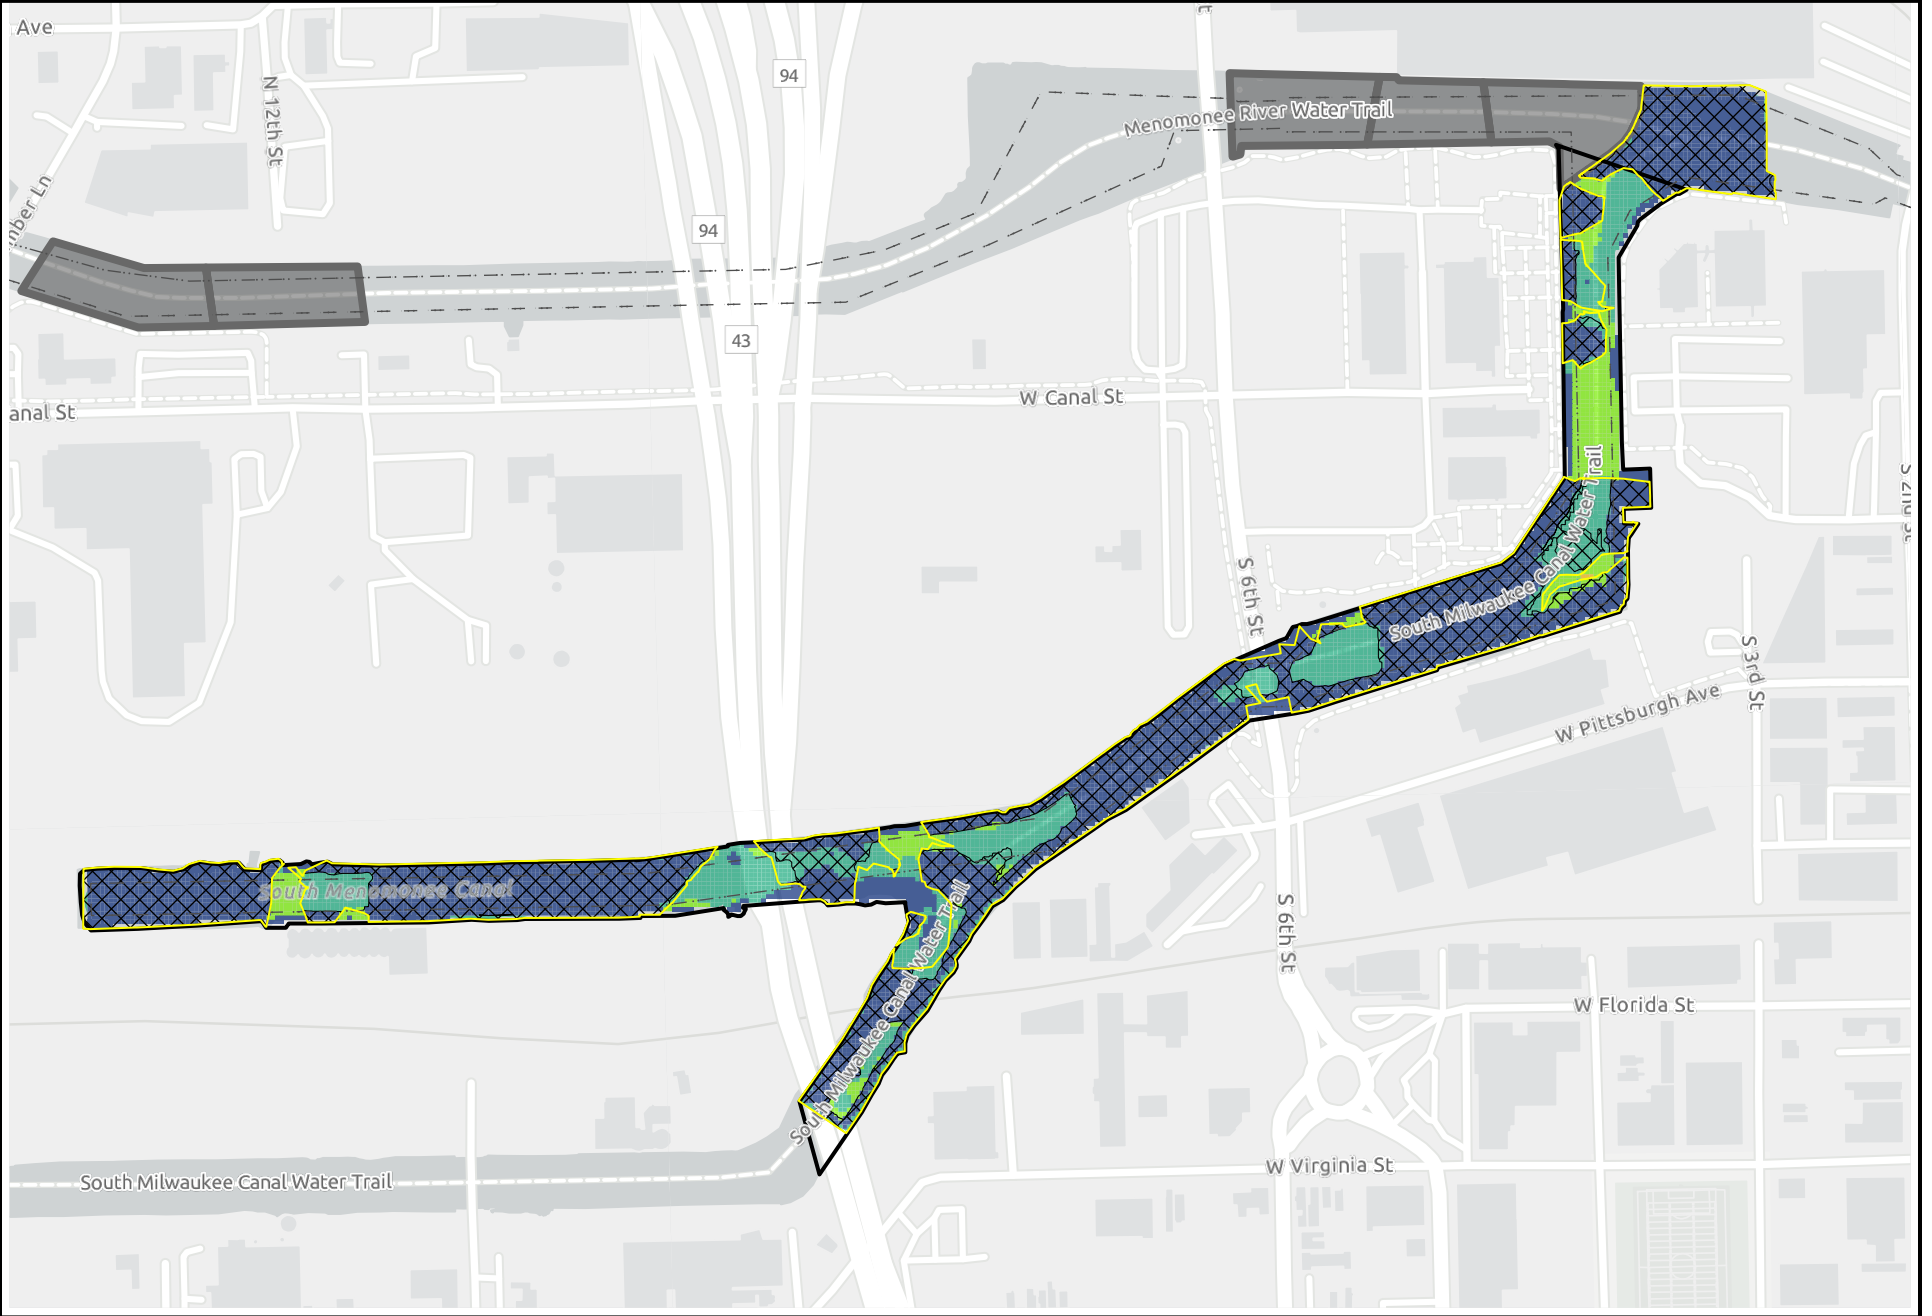 Ave
94
N 12th St
Menomonee River Water Trail
94
43
W Canal St
anal St
South Milwaukee Canal Water Trail
S 6th St
South Milwaukee Canal Water Trail
S 3rd St
W Pittsburgh Ave
South Menomonee Canal
South Milwaukee Canal Water Trail
S 6th St
W Florida St
W Virginia St
South Milwaukee Canal Water Trail